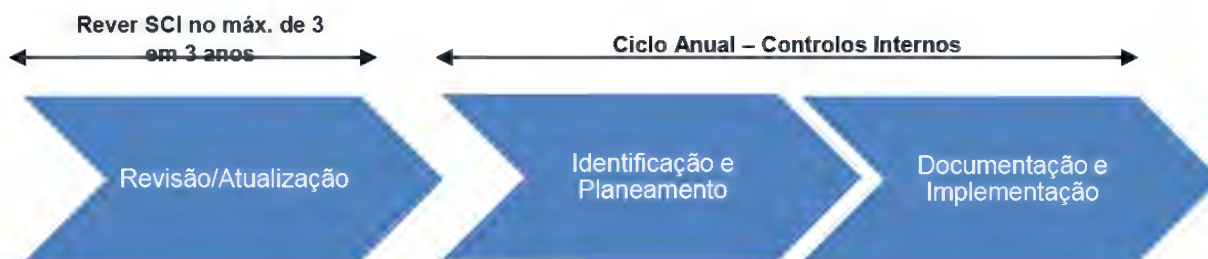 Rever SCI no máx. de 3
em 3 anos
Ciclo Anual – Controlos Internos
Revisão/Atualização
Identificação e
Planeamento
Documentação e
Implementação